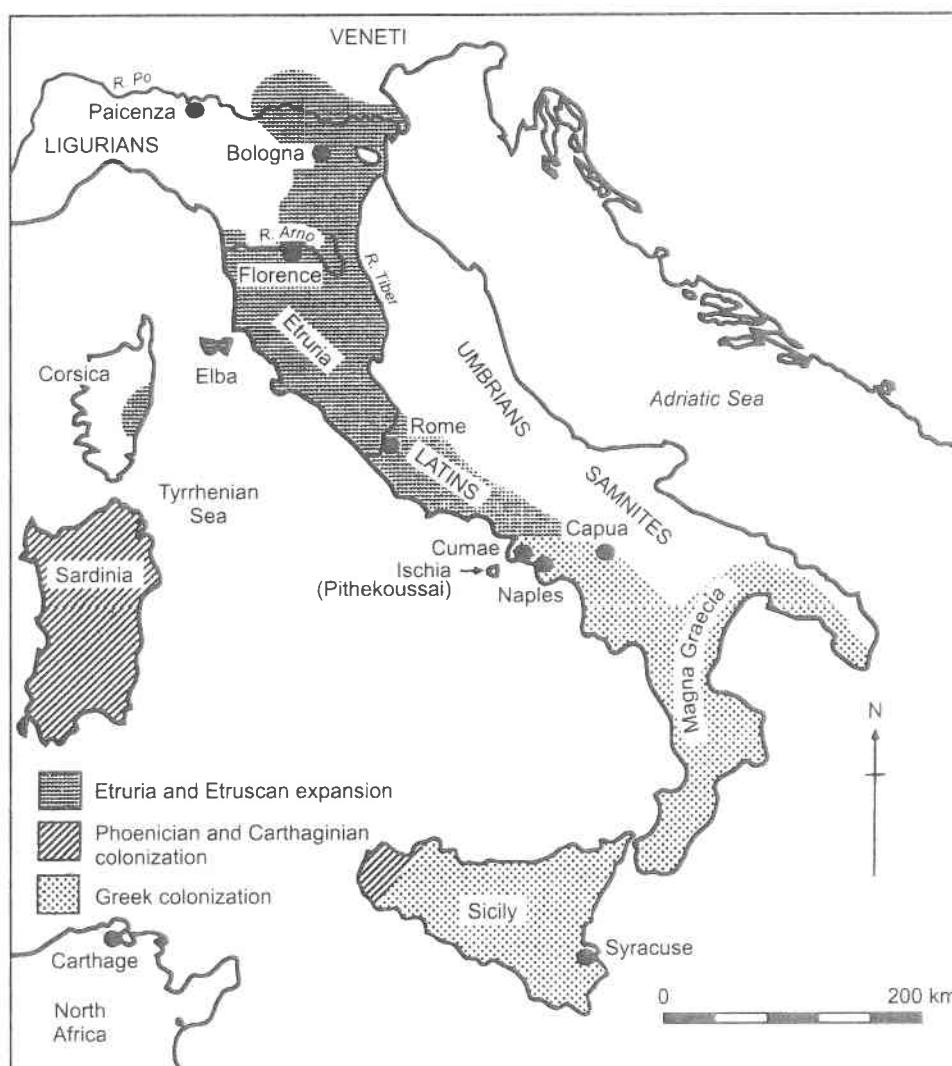 VENETI
R. Po
Paicenza
LIGURIANS
Bologna
R. Arno
Florence
R. Tiber
Etruria
Corsica
Elba
UMBRIANS
Adriatic Sea
Rome
LATINS
SAMNITES
Tyrrhenian
Sea
Capua
Cumae
Ischia
(Pithekoussai)
Naples
Sardinia
Magna Graecia
N
Etruria and Etruscan expansion
Phoenician and Carthaginian
colonization
Greek colonization
Sicily
Syracuse
Carthage
North
Africa
0 200 km